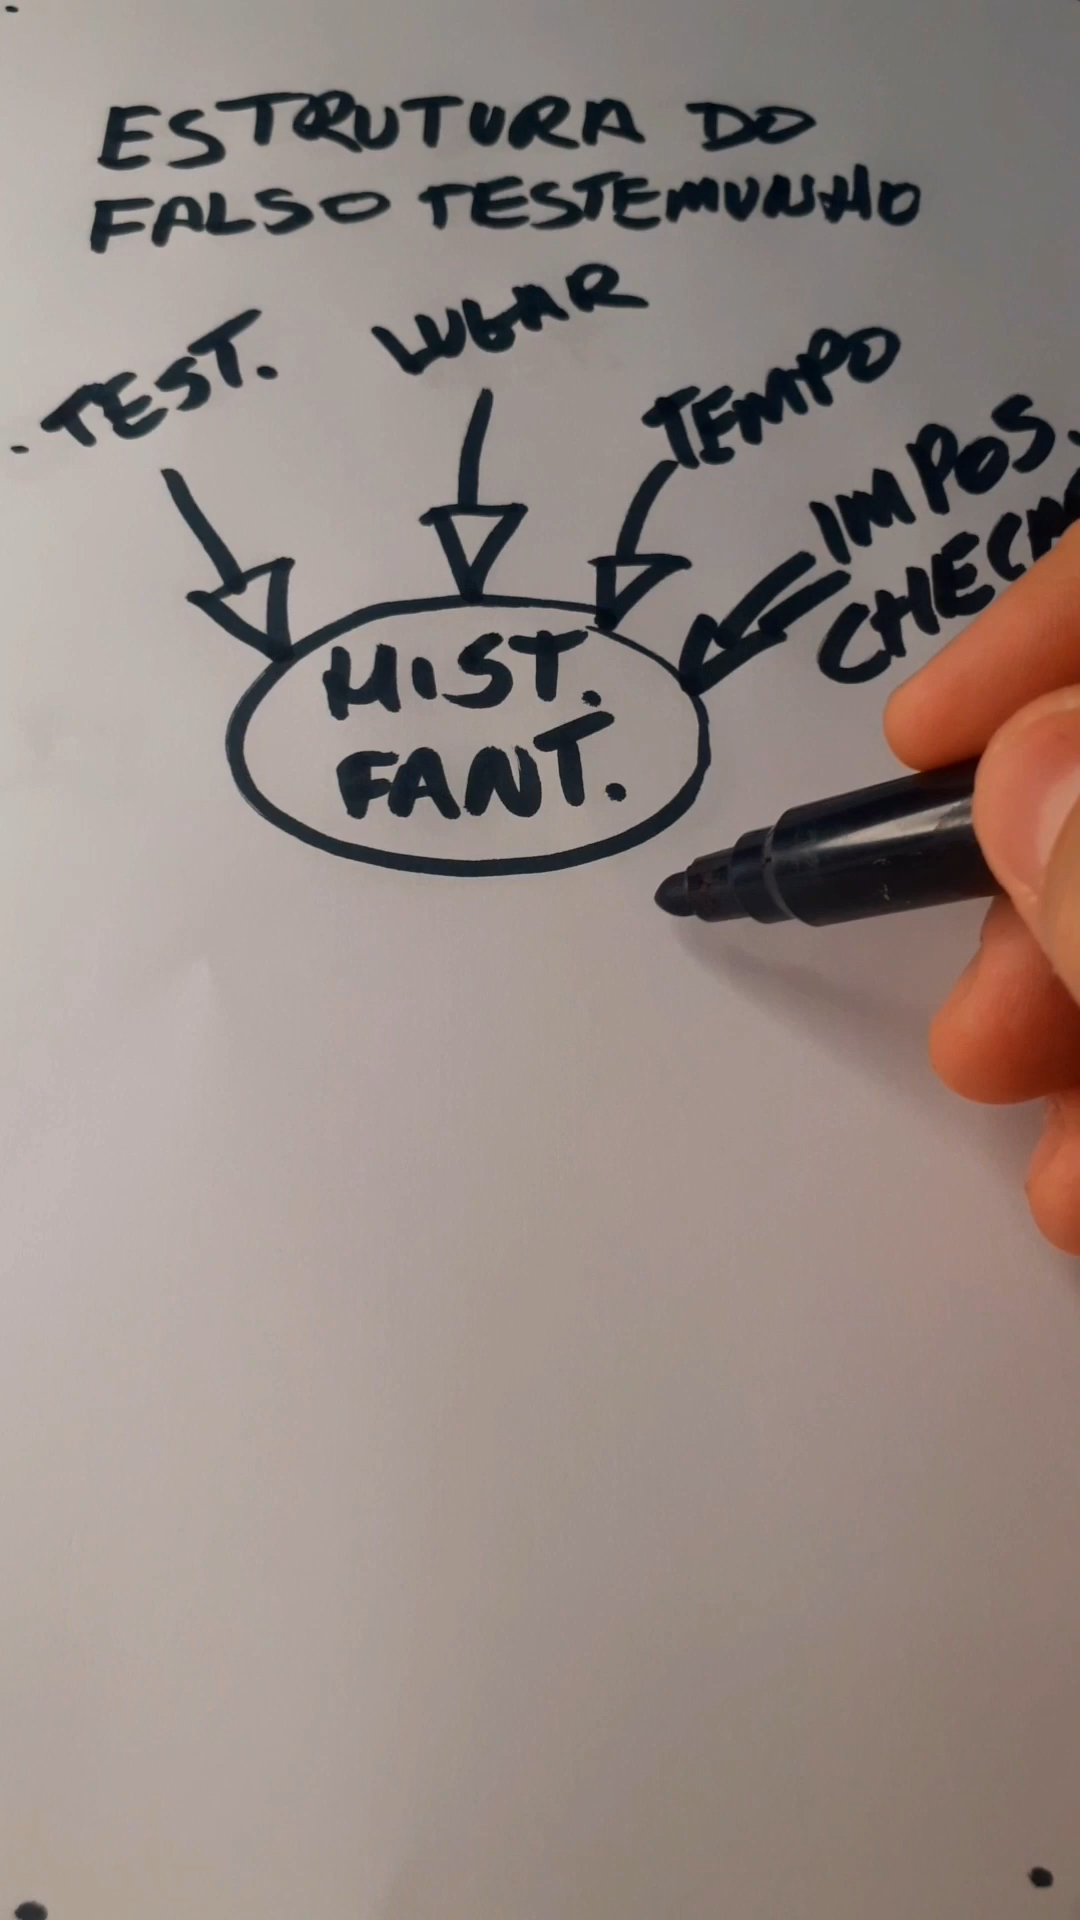 ESTRUTURA DO
FALSO TESTEMUNHO
TEST.
LUGAR
TEMPO
IMPOS.
HIST.
FANT.